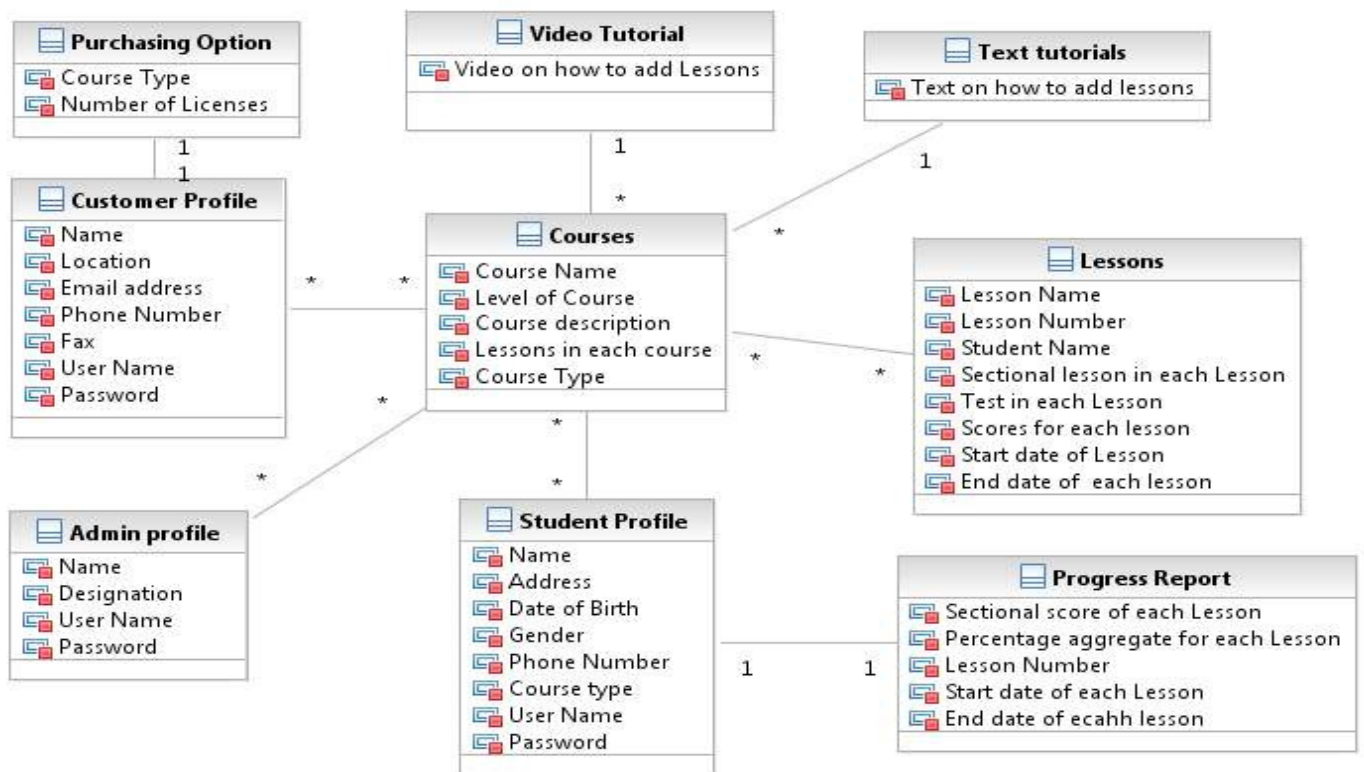 Purchasing Option
Course Type
Number of Licenses
Video Tutorial
Video on how to add Lessons
Text tutorials
Text on how to add lessons
1
1
1
*
1
*
Customer Profile
Name
Location
Email address
Phone Number
Fax
User Name
Password
*
*
Courses
Course Name
Level of Course
Course description
Lessons in each course
Course Type
*
*
Lessons
Lesson Name
Lesson Number
Student Name
Sectional lesson in each Lesson
Test in each Lesson
Scores for each lesson
Start date of Lesson
End date of each lesson
*
*
*
*
Admin profile
Name
Designation
User Name
Password
Student Profile
Name
Address
Date of Birth
Gender
Phone Number
Course type
User Name
Password
1
1
Progress Report
Sectional score of each Lesson
Percentage aggregate for each Lesson
Lesson Number
Start date of each Lesson
End date of ecahh lesson